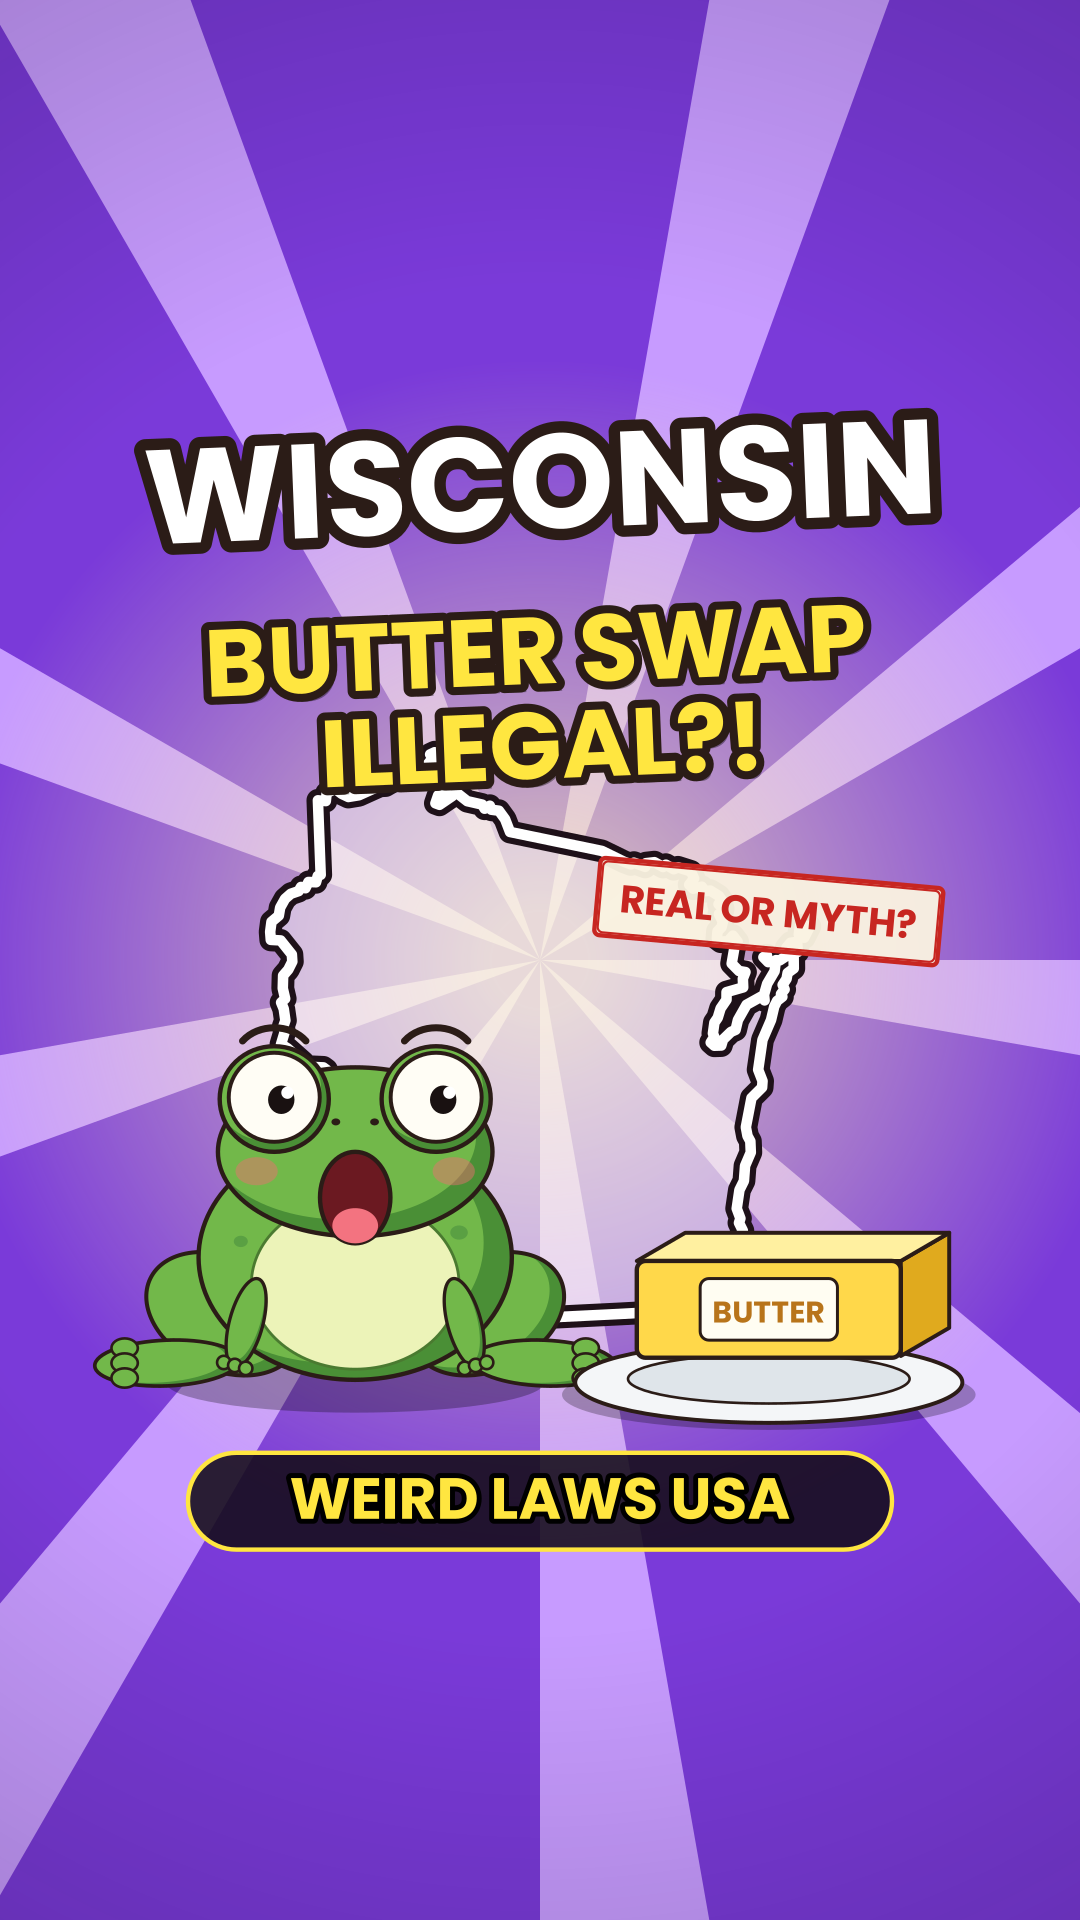 WISCONSIN
BUTTER SWAP
ILLEGAL?!
REAL OR MYTH?
BUTTER
WEIRD LAWS USA